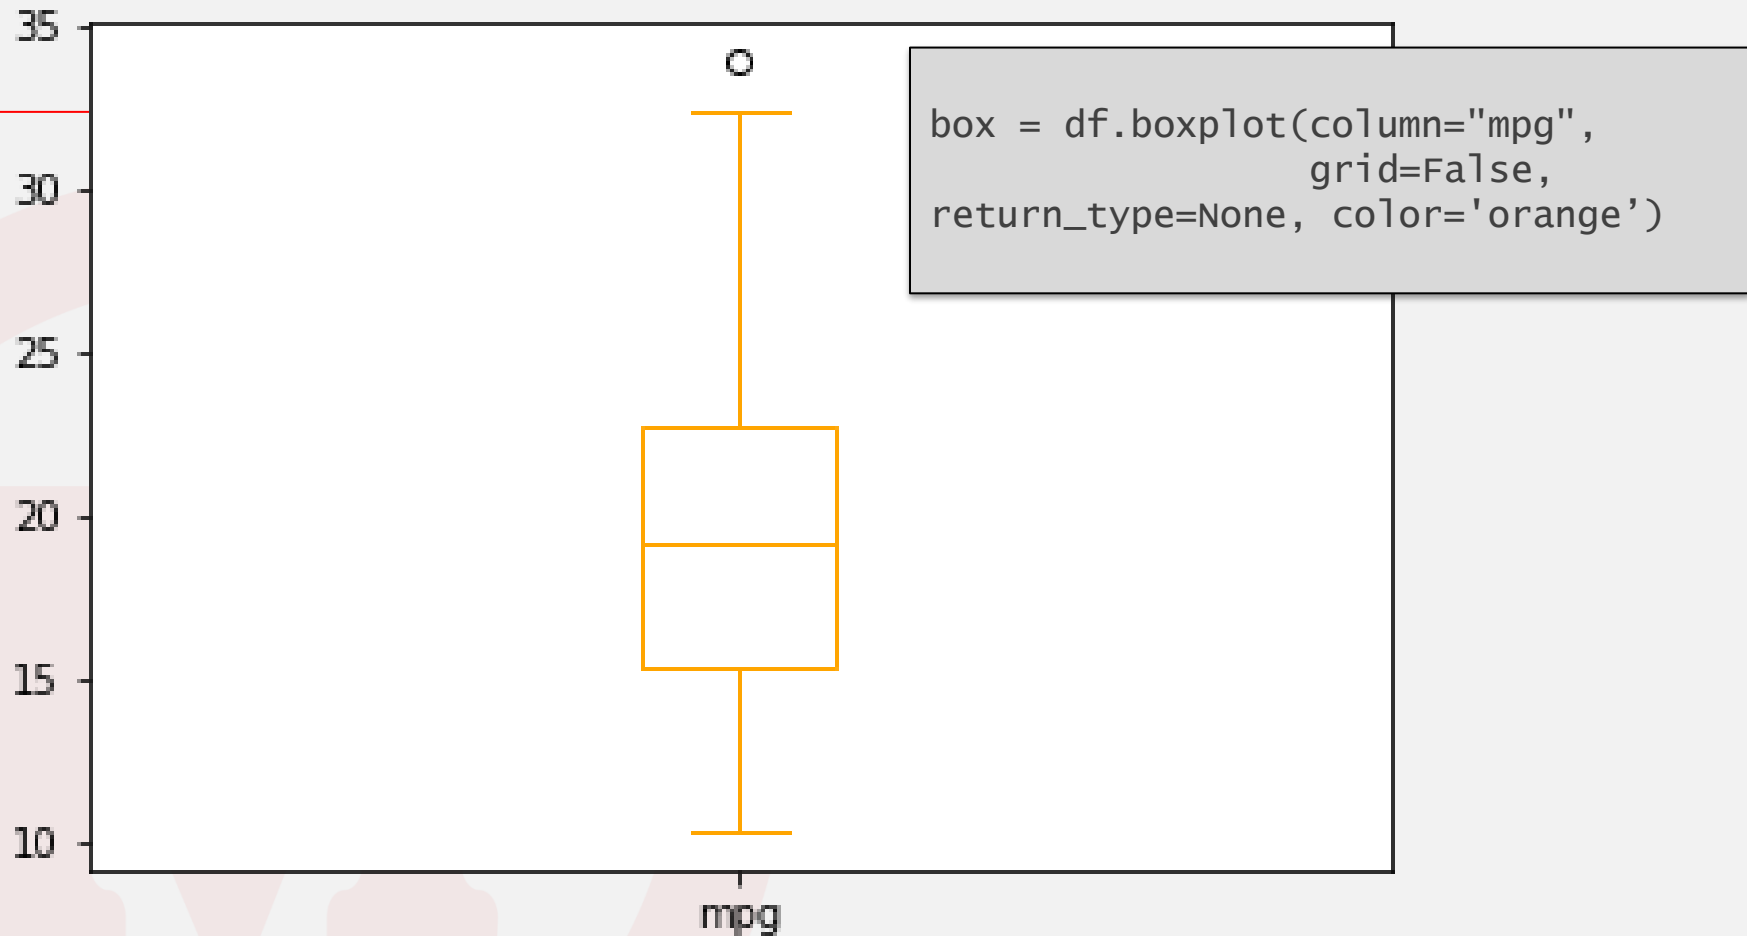 35
30
25
20
15
10
mpg
box = df.boxplot(column="mpg",
grid=False,
return_type=None, color='orange’)